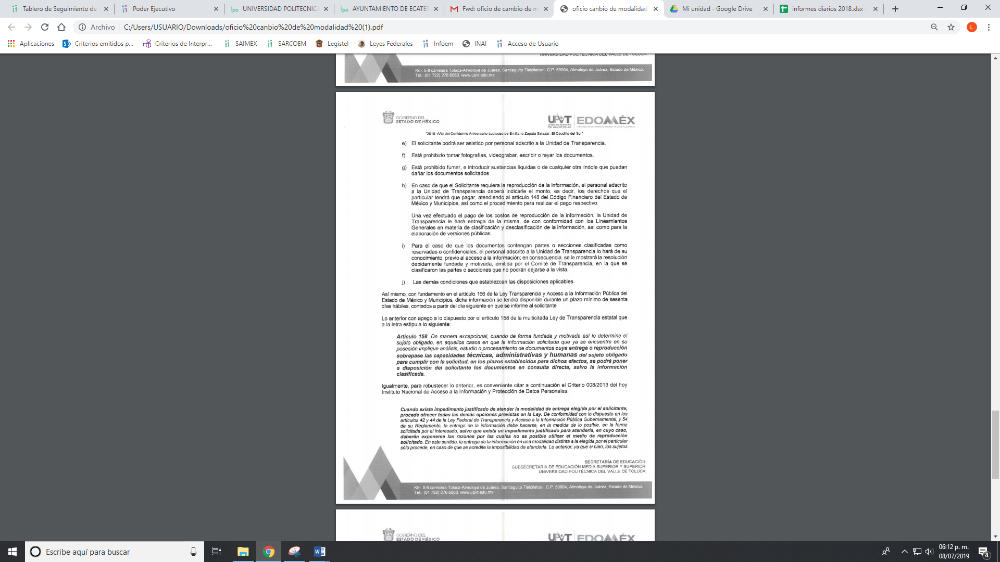 Tablero de Seguimiento de
Poder Ejecutivo
UNIVERSIDAD POLITECNICA
AYUNTAMIENTO DE ECATEP
Fwd: oficio de cambio de m
oficio canbio de modalidad
Mi unidad - Google Drive
informes diarios 2018.xlsx -
Archivo
C:/Users/USUARIO/Downloads/oficio%20canbio%20de%20modalidad%20(1).pdf
L
Aplicaciones
Criterios emitidos p...
Criterios de Interpr...
SAIMEX
SARCOEM
Legistel
Leyes Federales
Infoem
INAI
Acceso de Usuario
UNIVERSIDAD POLITÉCNICA DEL VALLE DE TOLUCA
Km. 5.6 carretera Toluca-Almoloya de Juárez, Santiaguito Tlalcilalcali, C.P. 50904, Almoloya de Juárez, Estado de México.
Tel.: (01 722) 276 6060. www.upvt.edu.mx
GOBIERNO DEL
ESTADO DE MÉXICO
UPVT
UNIVERSIDAD POLITÉCNICA
DEL VALLE DE TOLUCA
EDOMÉX
DECISIONES FIRMES, RESULTADOS FUERTES.
"2019. Año del Centésimo Aniversario Luctuoso de Emiliano Zapata Salazar. El Caudillo del Sur"
e) El solicitante podrá ser asistido por personal adscrito a la Unidad de Transparencia.
f) Está prohibido tomar fotografías, videograbar, escribir o rayar los documentos.
g) Está prohibido fumar, e introducir sustancias líquidas o de cualquier otra índole que puedan
dañar los documentos solicitados
h) En caso de que el Solicitante requiera la reproducción de la información, el personal adscrito
a la Unidad de Transparencia deberá indicarle el monto, es decir, los derechos que el
particular tendrá que pagar, atendiendo al artículo 148 del Código Financiero del Estado de
México y Municipios, así como el procedimiento para realizar el pago respectivo.
Una vez efectuado el pago de los costos de reproducción de la información, la Unidad de
Transparencia le hará entrega de la misma, de con conformidad con los Lineamientos
Generales en materia de clasificación y desclasificación de la información, así como para la
elaboración de versiones públicas.
i) Para el caso de que los documentos contengan partes o secciones clasificadas como
reservadas o confidenciales, el personal adscrito a la Unidad de Transparencia lo hará de su
conocimiento, previo al acceso a la información; en consecuencia, se le mostrará la resolución
debidamente fundada y motivada, emitida por el Comité de Transparencia, en la que se
clasificaron las partes o secciones que no podrán dejarse a la vista.
j) Las demás condiciones que establezcan las disposiciones aplicables.
Así mismo, con fundamento en el artículo 166 de la Ley Transparencia y Acceso a la Información Pública del
Estado de México y Municipios, dicha información se tendrá disponible durante un plazo mínimo de sesenta
días hábiles, contados a partir del día siguiente en que se informe al solicitante.
Lo anterior con apego a lo dispuesto por el artículo 158 de la multicitada Ley de Transparencia estatal que
a la letra estipula lo siguiente:
Artículo 158. De manera excepcional, cuando de forma fundada y motivada así lo determine el
sujeto obligado, en aquellos casos en que la información solicitada que ya se encuentre en su
posesión implique análisis, estudio o procesamiento de documentos cuya entrega o reproducción
sobrepase las capacidades técnicas, administrativas y humanas del sujeto obligado
para cumplir con la solicitud, en los plazos establecidos para dichos efectos, se podrá poner
a disposición del solicitante los documentos en consulta directa, salvo la información
clasificada.
Igualmente, para robustecer lo anterior, es conveniente citar a continuación el Criterio 008/2013 del hoy
Instituto Nacional de Acceso a la Información y Protección de Datos Personales:
Cuando exista impedimento justificado de atender la modalidad de entrega elegida por el solicitante,
procede ofrecer todas las demás opciones previstas en la Ley. De conformidad con lo dispuesto en los
artículos 42 y 44 de la Ley Federal de Transparencia y Acceso a la Información Pública Gubernamental, y 54
de su Reglamento, la entrega de la información debe hacerse, en la medida de lo posible, en la forma
solicitada por el interesado, salvo que exista un impedimento justificado para atenderla, en cuyo caso,
deberán exponerse las razones por las cuales no es posible utilizar el medio de reproducción
solicitado. En este sentido, la entrega de la información en una modalidad distinta a la elegida por el particular
sólo procede, en caso de que se acredite la imposibilidad de atenderla. Lo anterior, ya que si bien, los sujetos
SECRETARÍA DE EDUCACIÓN
SUBSECRETARÍA DE EDUCACIÓN MEDIA SUPERIOR Y SUPERIOR
UNIVERSIDAD POLITÉCNICA DEL VALLE DE TOLUCA
Km. 5.6 carretera Toluca-Almoloya de Juárez, Santiaguito Tlalcilalcali, C.P. 50904, Almoloya de Juárez, Estado de México.
Tel.: (01 722) 276 6060. www.upvt.edu.mx
GOBIERNO DEL
ESTADO DE MÉXICO
UPVT
EDOMÉX
Escribe aquí para buscar
06:12 p. m.
08/07/2019
4